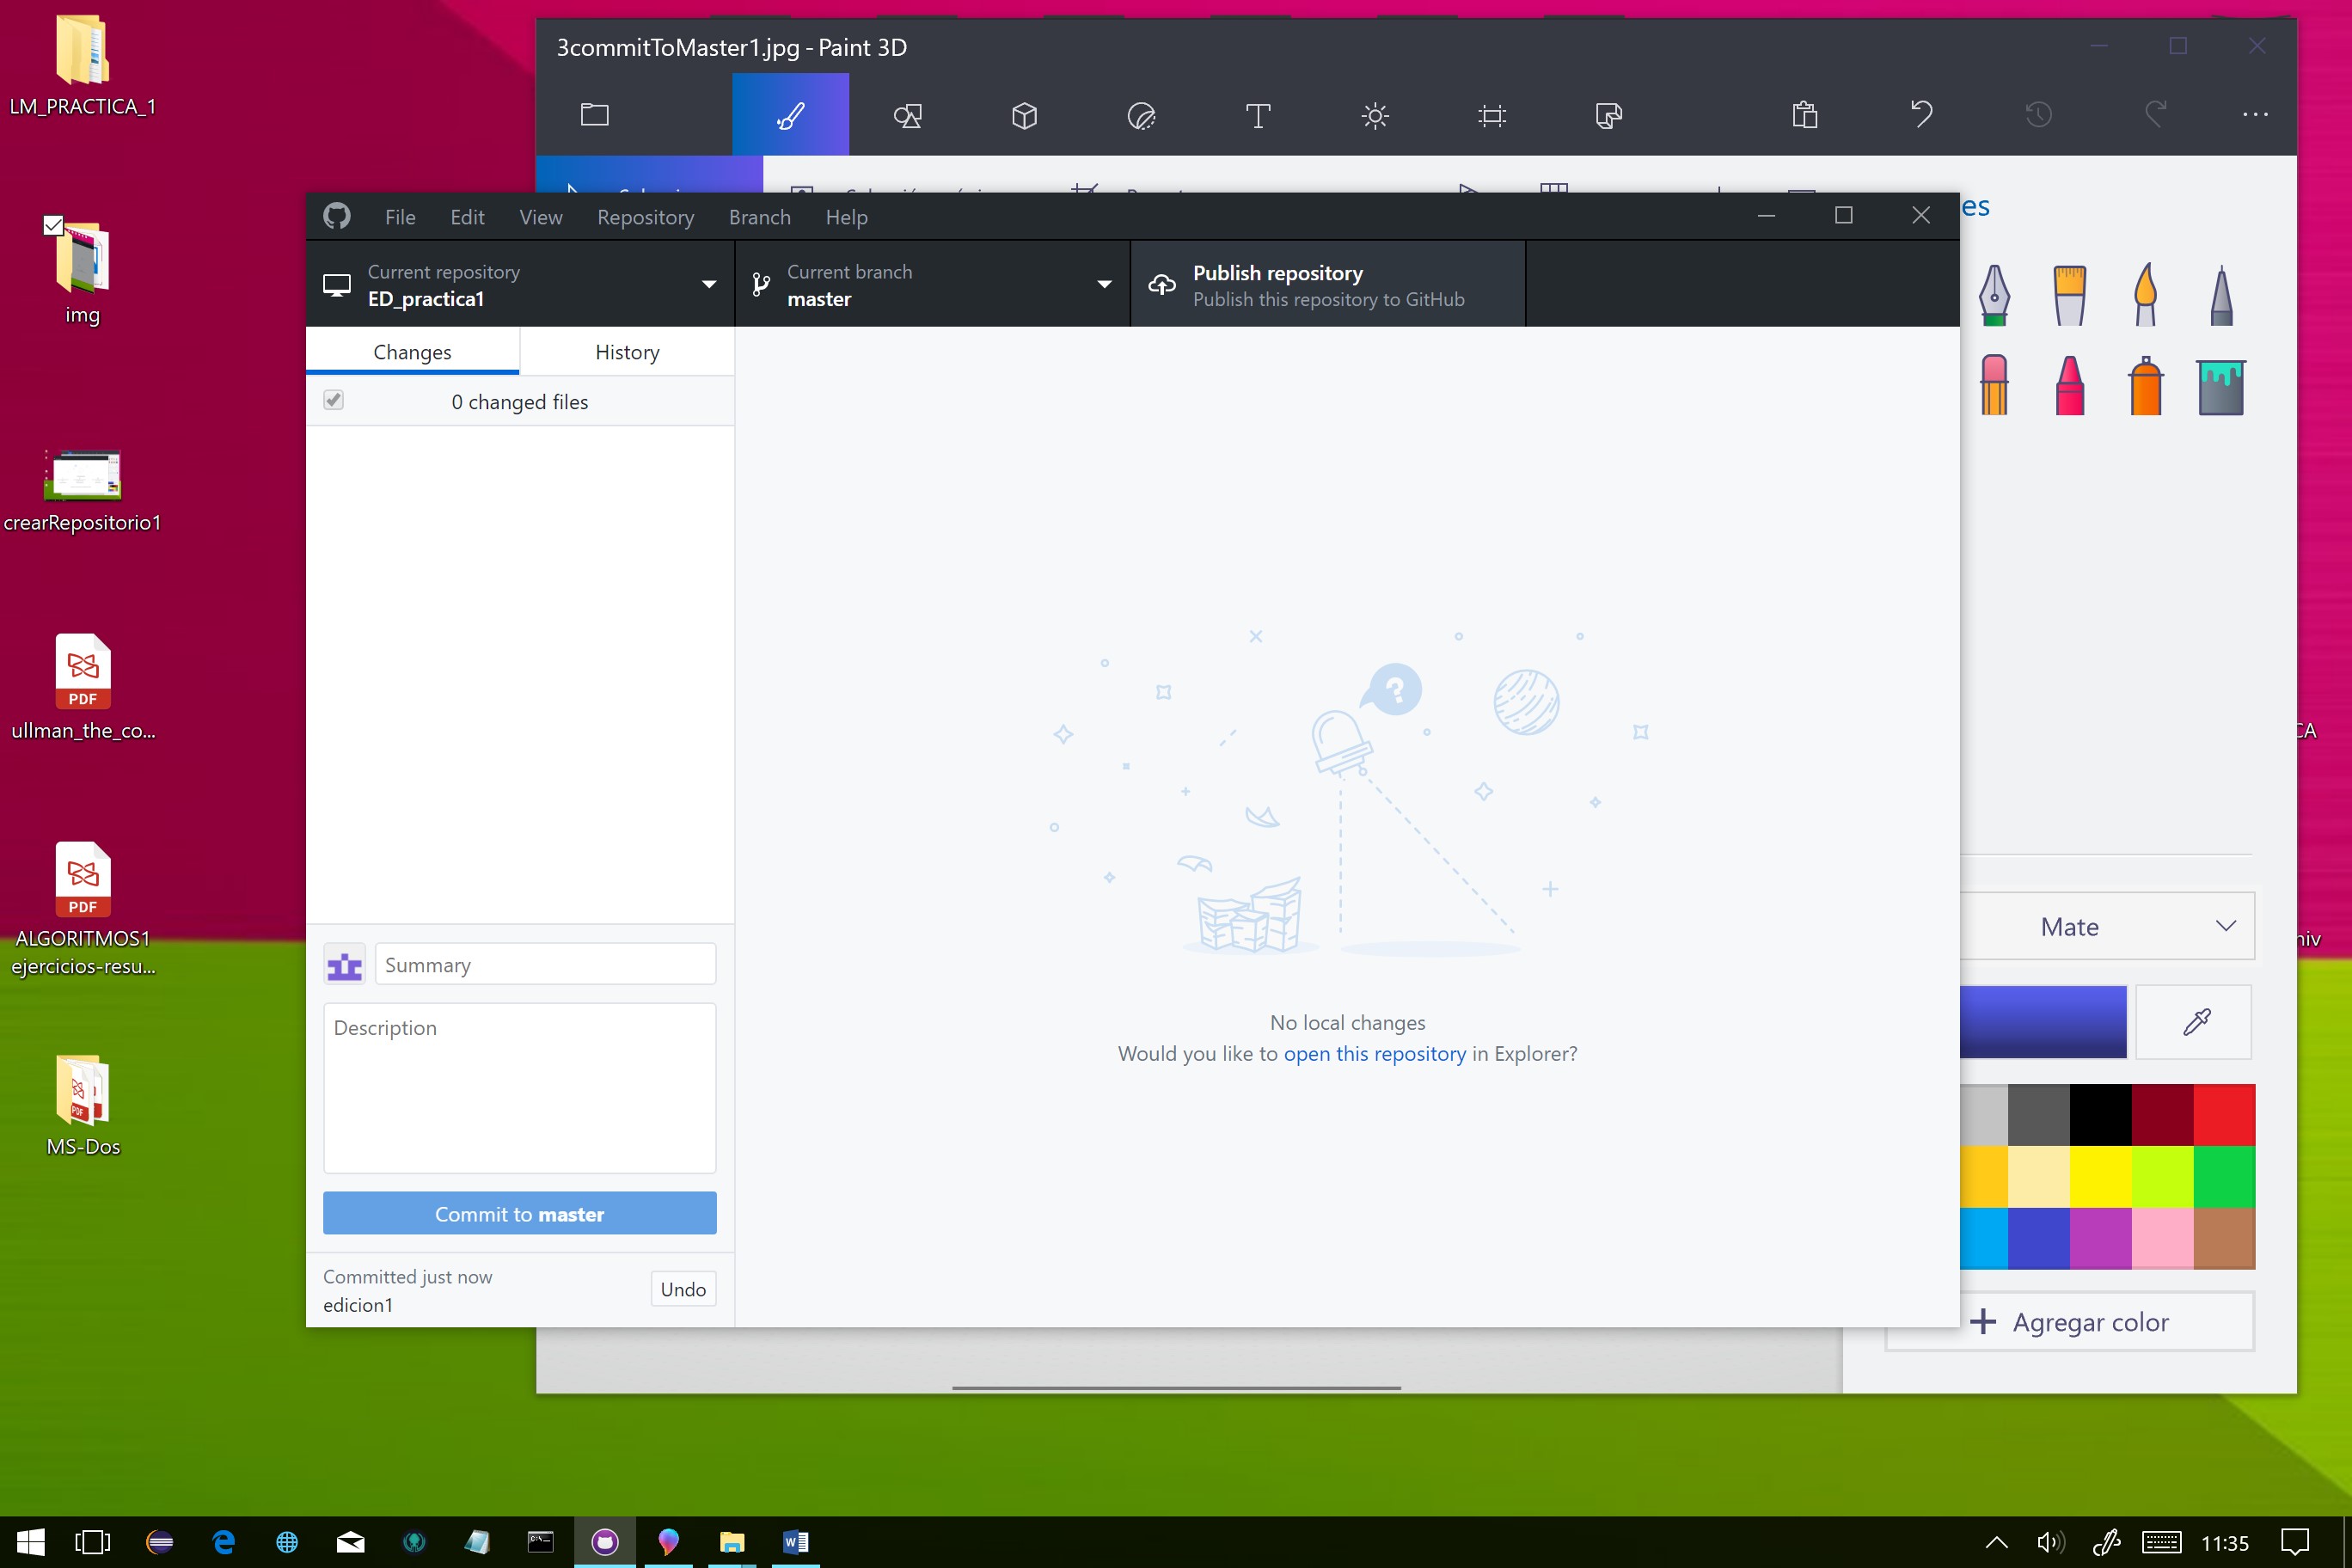 LM_PRACTICA_1
img
crearRepositorio1
ullman_the_co...
PDF
ALGORITMOS1
ejercicios-resu...
PDF
MS-Dos
3commitToMaster1.jpg - Paint 3D
es
File Edit View Repository Branch Help
Current repository
ED_practica1
Current branch
master
Publish repository
Publish this repository to GitHub
Changes
History
0 changed files
?
No local changes
Would you like to open this repository in Explorer?
Summary
Description
Commit to master
Committed just now
edicion1
Undo
Mate
Agregar color
CA
niv
11:35